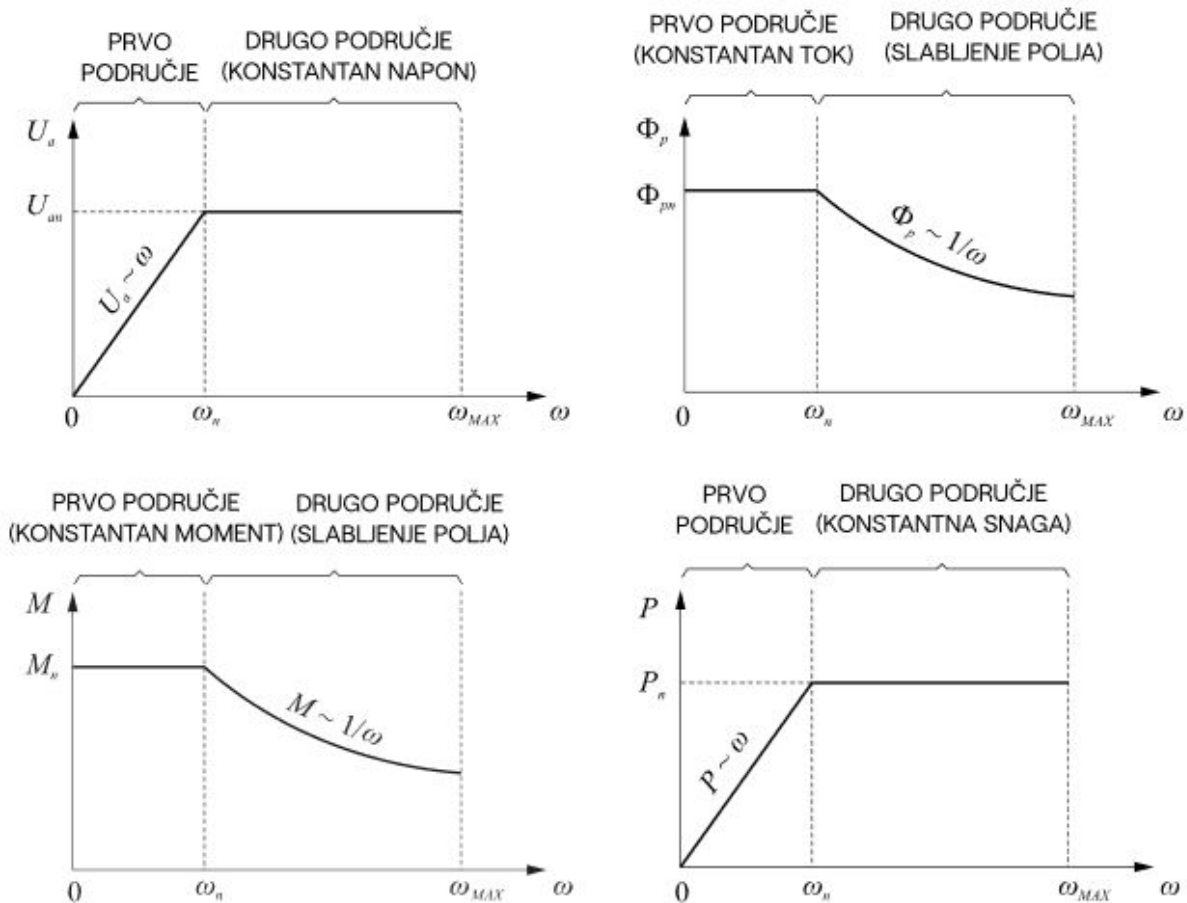 PRVO
PODRUČJE
DRUGO PODRUČJE
(KONSTANTAN NAPON)
U_a
U_an
U_a ~ ω
0
ω_n
ω_MAX
ω
PRVO PODRUČJE
(KONSTANTAN TOK)
DRUGO PODRUČJE
(SLABLJENJE POLJA)
Φ_p
Φ_pn
Φ_p ~ 1/ω
0
ω_n
ω_MAX
ω
PRVO PODRUČJE
(KONSTANTAN MOMENT)
DRUGO PODRUČJE
(SLABLJENJE POLJA)
M
M_n
M ~ 1/ω
0
ω_n
ω_MAX
ω
PRVO
PODRUČJE
DRUGO PODRUČJE
(KONSTANTNA SNAGA)
P
P_n
P ~ ω
0
ω_n
ω_MAX
ω